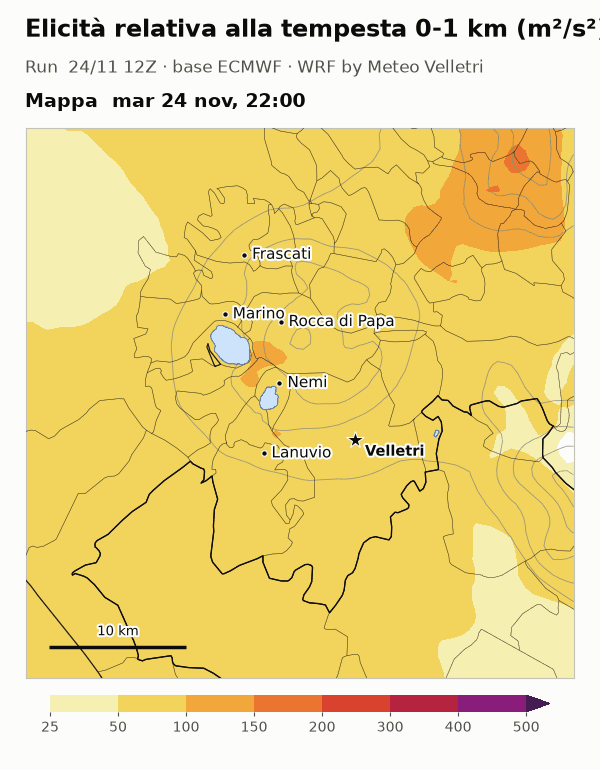 Elicità relativa alla tempesta 0-1 km (m²/s²)
Run 24/11 12Z · base ECMWF · WRF by Meteo Velletri
Mappa mar 24 nov, 22:00
Frascati
Marino
Rocca di Papa
Nemi
Velletri
Lanuvio
10 km
25 50 100 150 200 300 400 500